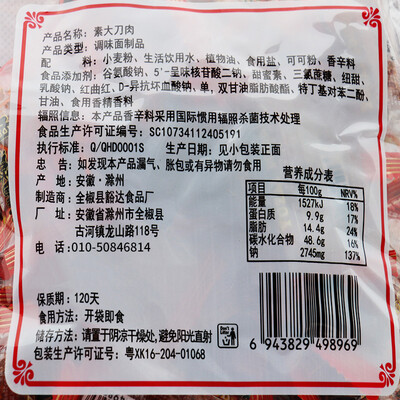 产品名称：素大刀肉
产品类型：调味面制品
配　　料：小麦粉、生活饮用水、植物油、食用盐、可可粉、香辛料
食品添加剂：谷氨酸钠、5'-呈味核苷酸二钠、甜蜜素、三氯蔗糖、纽甜、
乳酸钠、红曲红、D-异抗坏血酸钠、单，双甘油脂肪酸酯、特丁基对苯二酚、
甘油、食用香精香料
辐照信息：本产品香辛料采用国际惯用辐照杀菌技术处理
食品生产许可证编号：SC10734112405191
执行标准号：Q/QHD0001S　生产日期：见小包装正面
忠　　告：如发现本产品漏气、胀包或有异物请勿食用
产　　地：安徽·滁州
厂　　名：全椒县豁达食品厂
地　　址：安徽省滁州市全椒县
古河镇龙山路118号
电　　话：010-50846814
营养成分表
项目　每100g　NRV%
能量　1527kJ　18%
蛋白质　9.9g　17%
脂肪　14.4g　24%
碳水化合物　48.6g　16%
钠　2745mg　137%
保质期：120天
食用方法：开袋即食
储存方法：请置于阴凉干燥处，避免阳光直射
包装生产许可证号：粤XK16-204-01068
6 943829 498969